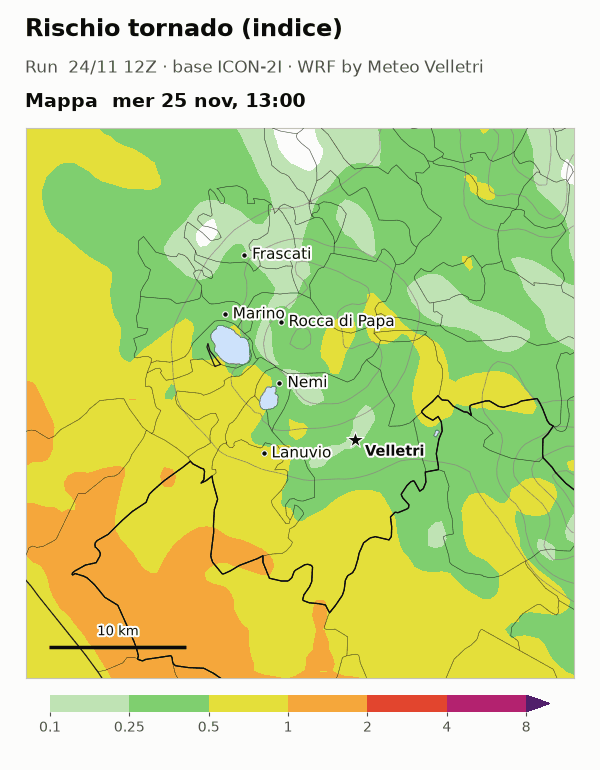 Rischio tornado (indice)
Run 24/11 12Z · base ICON-2I · WRF by Meteo Velletri
Mappa mer 25 nov, 13:00
Frascati
Marino
Rocca di Papa
Nemi
Velletri
Lanuvio
10 km
0.1 0.25 0.5 1 2 4 8